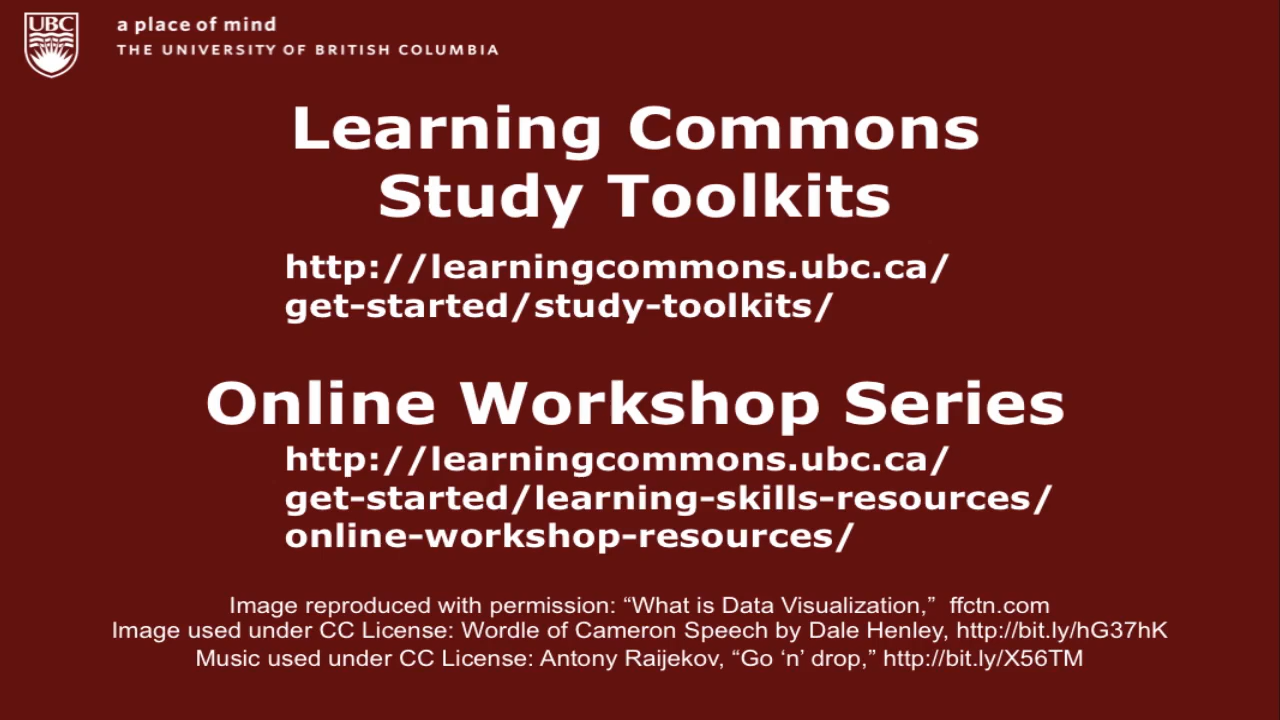 UBC
a place of mind
THE UNIVERSITY OF BRITISH COLUMBIA
Learning Commons
Study Toolkits
http://learningcommons.ubc.ca/
get-started/study-toolkits/
Online Workshop Series
http://learningcommons.ubc.ca/
get-started/learning-skills-resources/
online-workshop-resources/
Image reproduced with permission: “What is Data Visualization,”  ffctn.com
Image used under CC License: Wordle of Cameron Speech by Dale Henley, http://bit.ly/hG37hK
Music used under CC License: Antony Raijekov, “Go ‘n’ drop,” http://bit.ly/X56TM